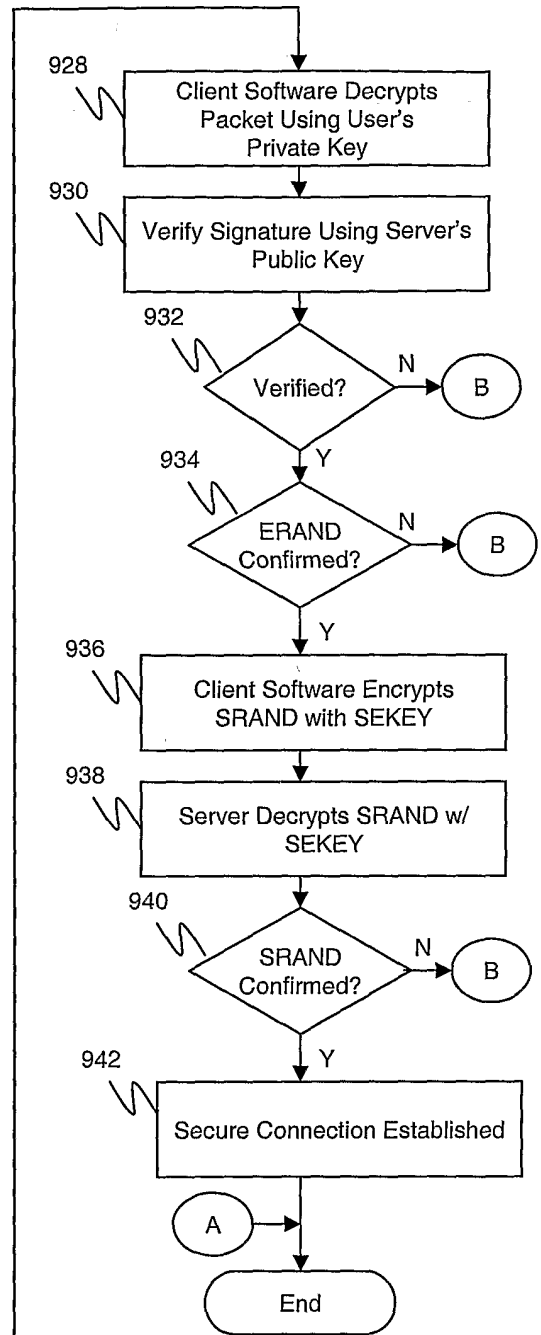 928
Client Software Decrypts
Packet Using User's
Private Key
930
Verify Signature Using Server's
Public Key
932
Verified?
N
B
Y
934
ERAND
Confirmed?
N
B
Y
936
Client Software Encrypts
SRAND with SEKEY
938
Server Decrypts SRAND w/
SEKEY
940
SRAND
Confirmed?
N
B
Y
942
Secure Connection Established
A
End